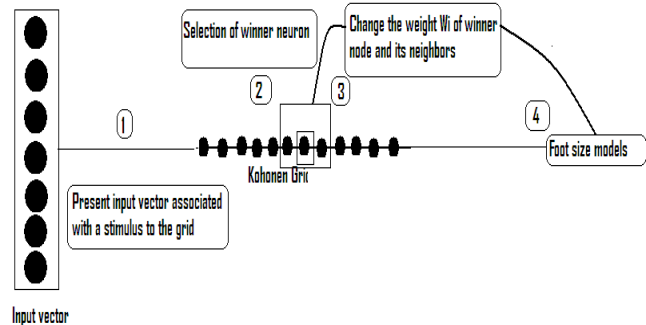 Selection of winner neuron
Change the weight Wi of winner
node and its neighbors
2
3
1
4
Kohonen Gric
Foot size models
Present input vector associated
with a stimulus to the grid
Input vector